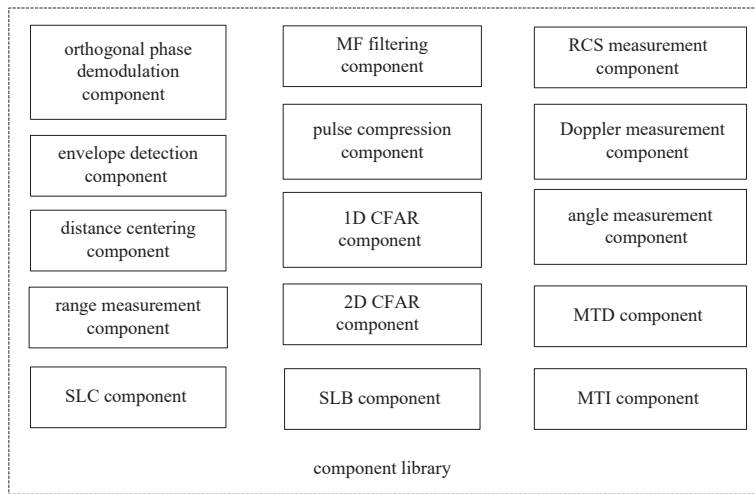 orthogonal phase
demodulation
component
MF filtering
component
RCS measurement
component
envelope detection
component
pulse compression
component
Doppler measurement
component
distance centering
component
1D CFAR
component
angle measurement
component
range measurement
component
2D CFAR
component
MTD component
SLC component
SLB component
MTI component
component library